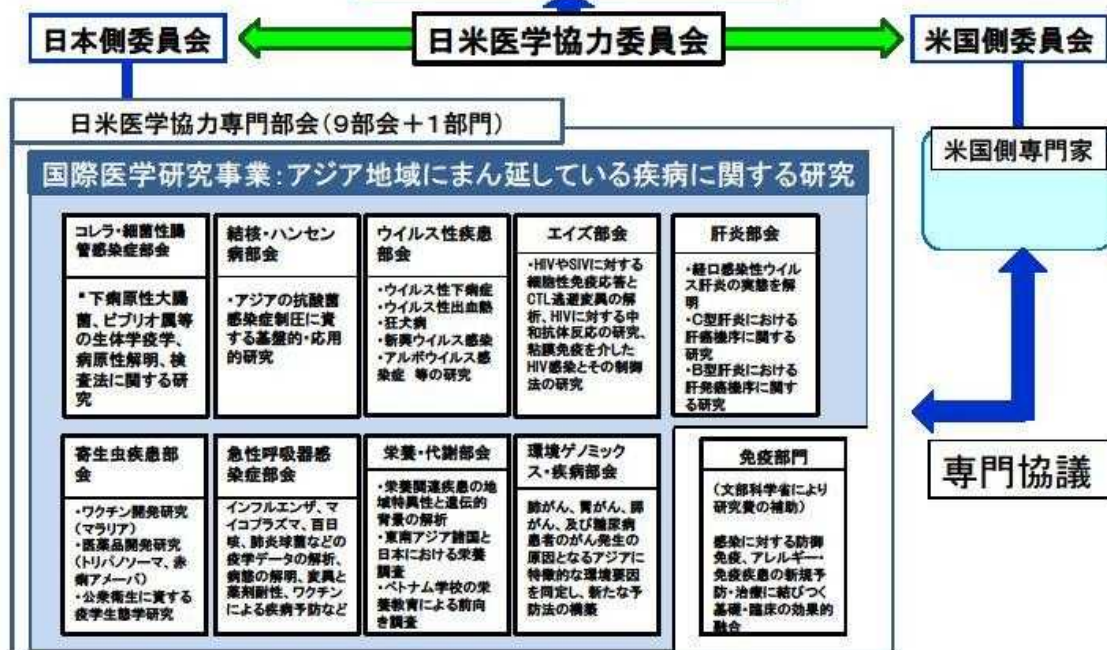 日本側委員会
日米医学協力委員会
米国側委員会
日米医学協力専門部会(9部会+1部門)
米国側専門家
国際医学研究事業:アジア地域にまん延している疾病に関する研究
コレラ・細菌性腸
管感染症部会
・下痢原性大腸
菌、ビブリオ属等
の生体学疫学、
病原性解明、検
査法に関する研
究
結核・ハンセン
病部会
・アジアの抗酸菌
感染症制圧に資
する基盤的・応用
的研究
ウイルス性疾患
部会
・ウイルス性下痢症
・ウイルス性出血熱
・狂犬病
・新興ウイルス感染
・アルボウイルス感
染症 等の研究
エイズ部会
・HIVやSIVに対する
細胞性免疫応答と
CTL逃避変異の解
析、HIVに対する中
和抗体反応の研究、
粘膜免疫を介した
HIV感染とその制御
法の研究
肝炎部会
・経口感染性ウイル
ス肝炎の実態を解
明
・C型肝炎における
肝癌機序に関する
研究
・B型肝炎における
肝発癌機序に関す
る研究
専門協議
寄生虫疾患部
会
・ワクチン開発研究
(マラリア)
・医薬品開発研究
(トリパノソーマ、赤
痢アメーバ)
・公衆衛生に資する
疫学生態学研究
急性呼吸器感
染症部会
インフルエンザ、マ
イコプラズマ、百日
咳、肺炎球菌などの
疫学データの解析、
病態の解明、変異と
薬剤耐性、ワクチン
による疾病予防など
栄養・代謝部会
・栄養関連疾患の地
域特異性と遺伝的
背景の解析
・東南アジア諸国と
日本における栄養
調査
・ベトナム学校の栄
養教育による前向
き調査
環境ゲノミック
ス・疾病部会
肺がん、胃がん、膵
がん、及び糖尿病
患者のがん発生の
原因となるアジアに
特徴的な環境要因
を同定し、新たな予
防法の構築
免疫部門
(文部科学省により
研究費の補助)
感染に対する防御
免疫、アレルギー・
免疫疾患の新規予
防・治療に結びつく
基礎・臨床の効果的
融合